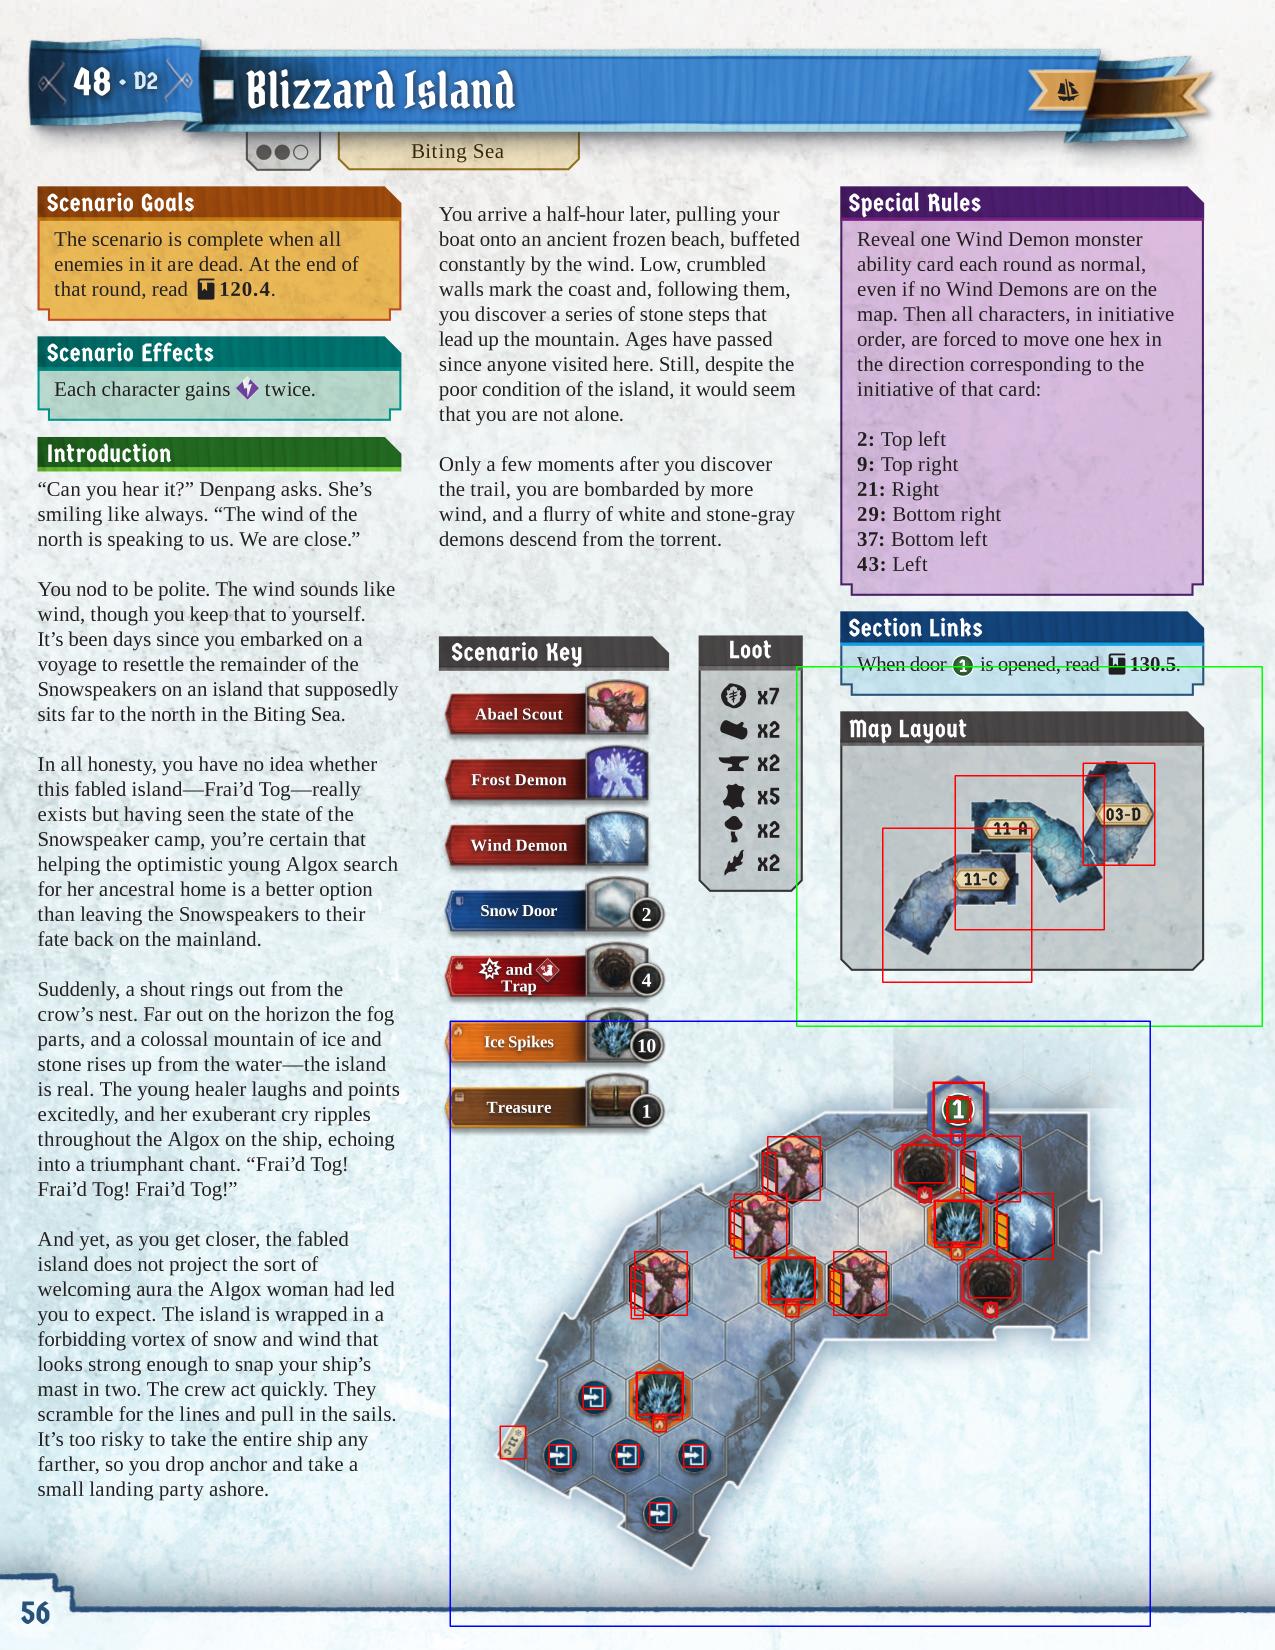 48 · D2
Blizzard Island
Biting Sea
Scenario Goals
The scenario is complete when all
enemies in it are dead. At the end of
that round, read 120.4.
Scenario Effects
Each character gains twice.
Introduction
“Can you hear it?” Denpang asks. She’s
smiling like always. “The wind of the
north is speaking to us. We are close.”
You nod to be polite. The wind sounds like
wind, though you keep that to yourself.
It’s been days since you embarked on a
voyage to resettle the remainder of the
Snowspeakers on an island that supposedly
sits far to the north in the Biting Sea.
In all honesty, you have no idea whether
this fabled island—Frai’d Tog—really
exists but having seen the state of the
Snowspeaker camp, you’re certain that
helping the optimistic young Algox search
for her ancestral home is a better option
than leaving the Snowspeakers to their
fate back on the mainland.
Suddenly, a shout rings out from the
crow’s nest. Far out on the horizon the fog
parts, and a colossal mountain of ice and
stone rises up from the water—the island
is real. The young healer laughs and points
excitedly, and her exuberant cry ripples
throughout the Algox on the ship, echoing
into a triumphant chant. “Frai’d Tog!
Frai’d Tog! Frai’d Tog!”
And yet, as you get closer, the fabled
island does not project the sort of
welcoming aura the Algox woman had led
you to expect. The island is wrapped in a
forbidding vortex of snow and wind that
looks strong enough to snap your ship’s
mast in two. The crew act quickly. They
scramble for the lines and pull in the sails.
It’s too risky to take the entire ship any
farther, so you drop anchor and take a
small landing party ashore.
You arrive a half-hour later, pulling your
boat onto an ancient frozen beach, buffeted
constantly by the wind. Low, crumbled
walls mark the coast and, following them,
you discover a series of stone steps that
lead up the mountain. Ages have passed
since anyone visited here. Still, despite the
poor condition of the island, it would seem
that you are not alone.
Only a few moments after you discover
the trail, you are bombarded by more
wind, and a flurry of white and stone-gray
demons descend from the torrent.
Scenario Key
Abael Scout
Frost Demon
Wind Demon
Snow Door
2
and
Trap
4
Ice Spikes
10
Treasure
1
Loot
x7
x2
x2
x5
x2
x2
Special Rules
Reveal one Wind Demon monster
ability card each round as normal,
even if no Wind Demons are on the
map. Then all characters, in initiative
order, are forced to move one hex in
the direction corresponding to the
initiative of that card:
2: Top left
9: Top right
21: Right
29: Bottom right
37: Bottom left
43: Left
Section Links
When door 1 is opened, read 130.5.
Map Layout
03-D
11-A
11-C
1
11-C
56